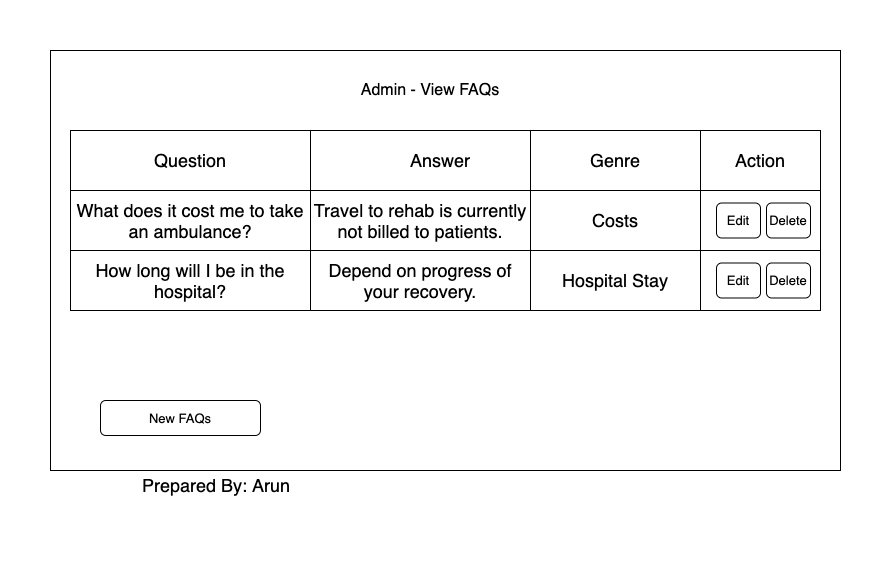 Admin - View FAQs
Question Answer Genre Action
What does it cost me to take Travel to rehab is currently
an ambulance? not billed to patients.
Costs Edit Delete
How long will I be in the Depend on progress of
hospital? your recovery.
Hospital Stay Edit Delete
New FAQs
Prepared By: Arun